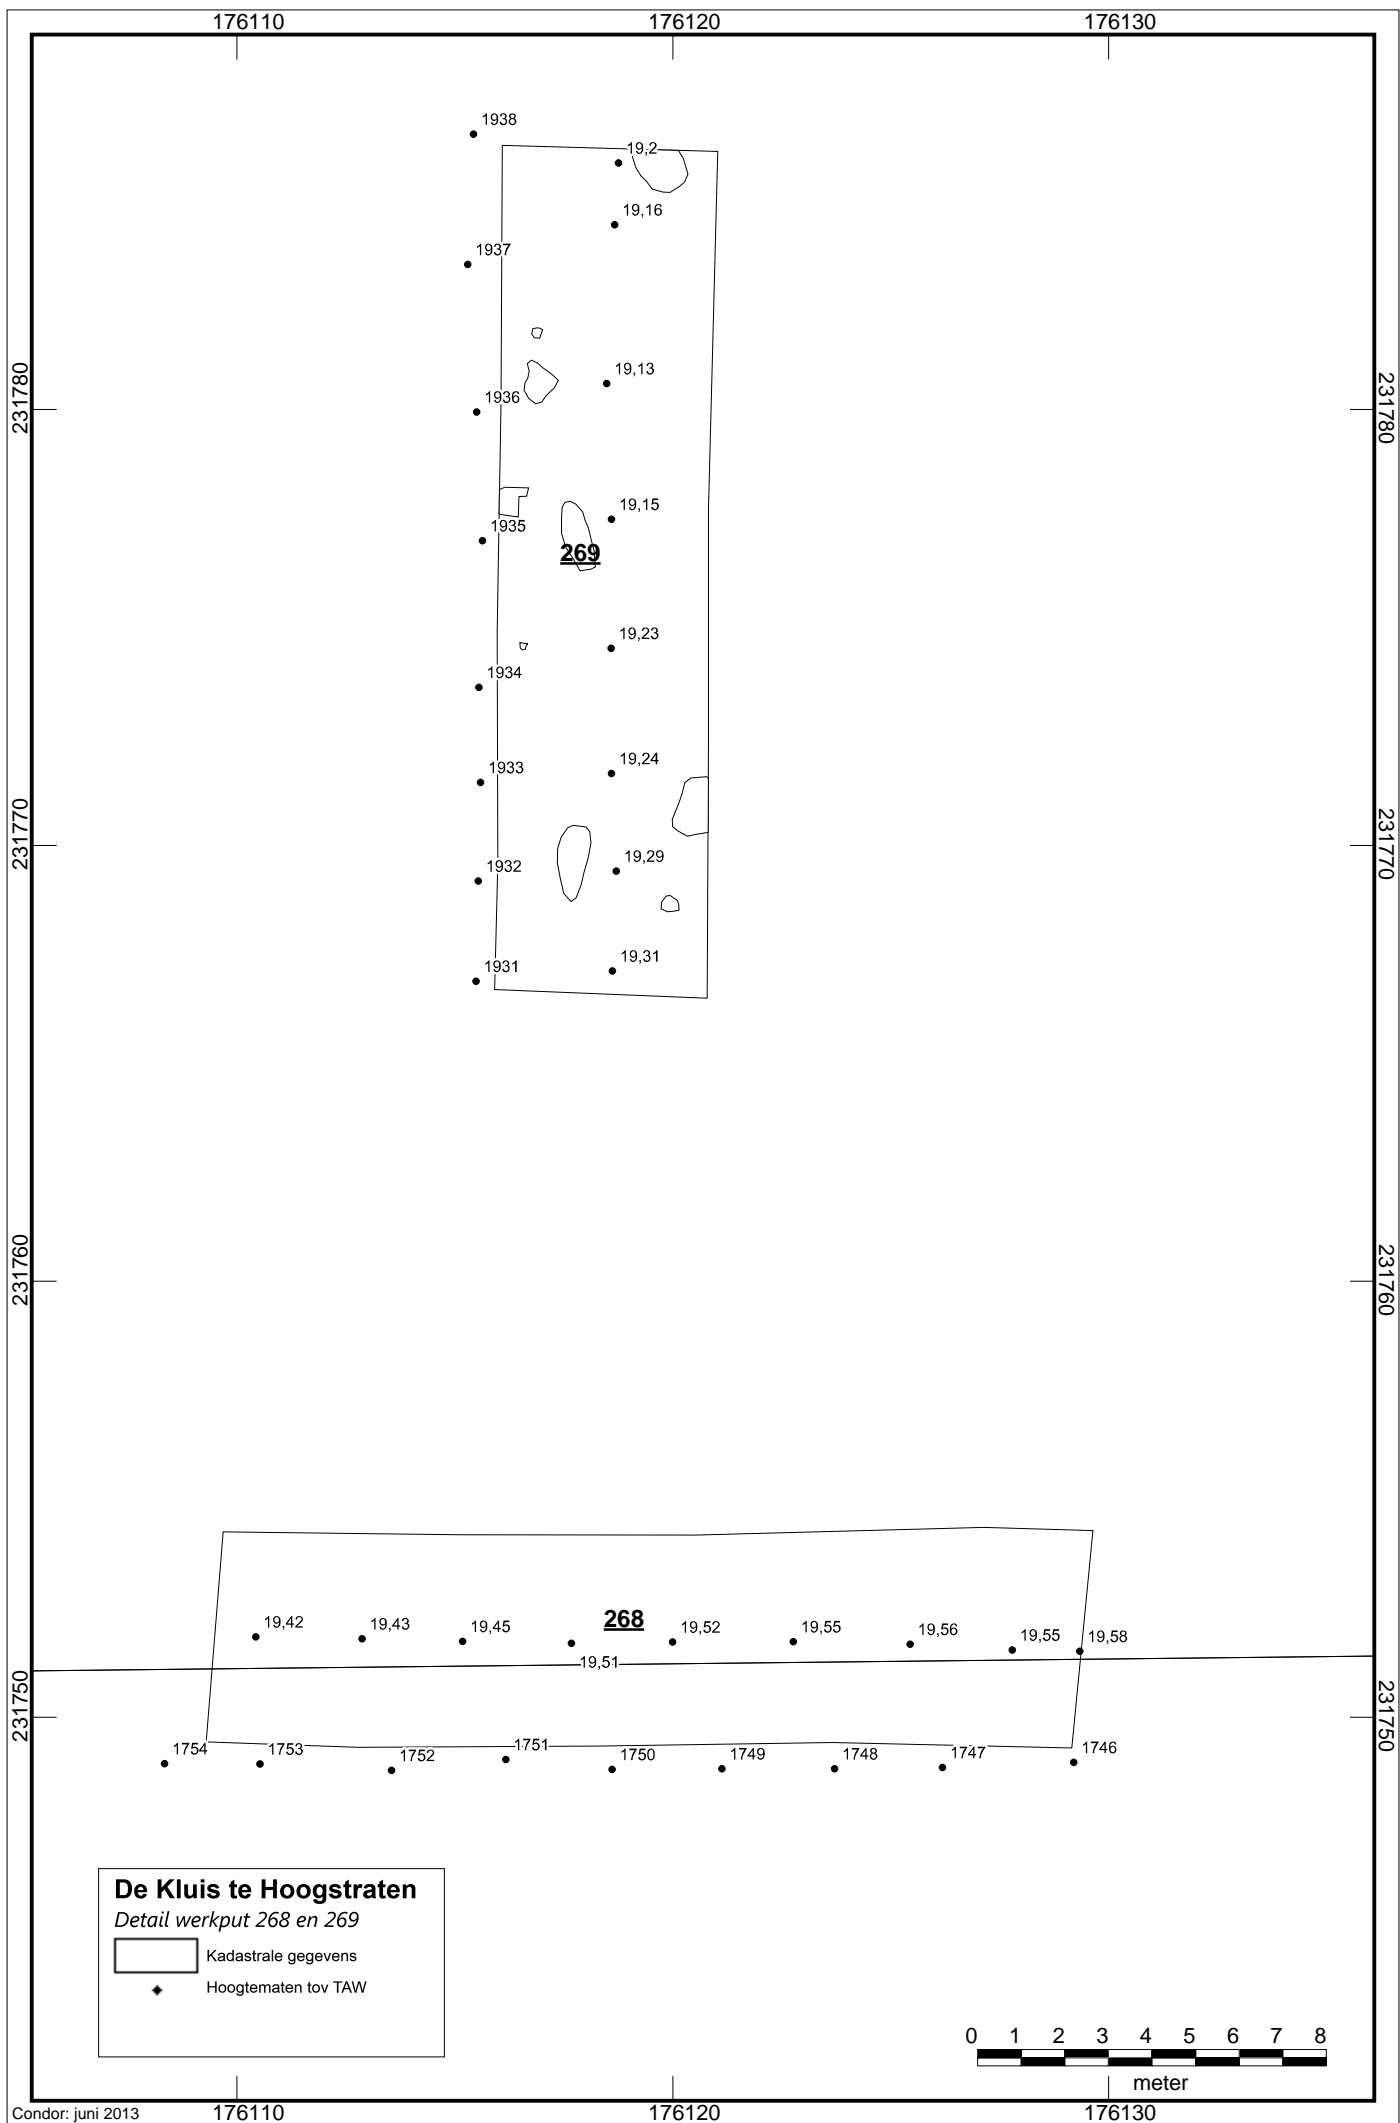 176110 176120 176130
1938
19,2
19,16
1937
19,13
231780 231780
1936
19,15
1935
269
19,23
1934
19,24
1933
231770 231770
19,29
1932
19,31
1931
231760 231760
268
19,42 19,43 19,45 19,52 19,55 19,56 19,55 19,58
19,51
231750 231750
1754 1753 1752 1751 1750 1749 1748 1747 1746
De Kluis te Hoogstraten
Detail werkput 268 en 269
Kadastrale gegevens
Hoogtematen tov TAW
0 1 2 3 4 5 6 7 8
meter
Condor: juni 2013
176110 176120 176130